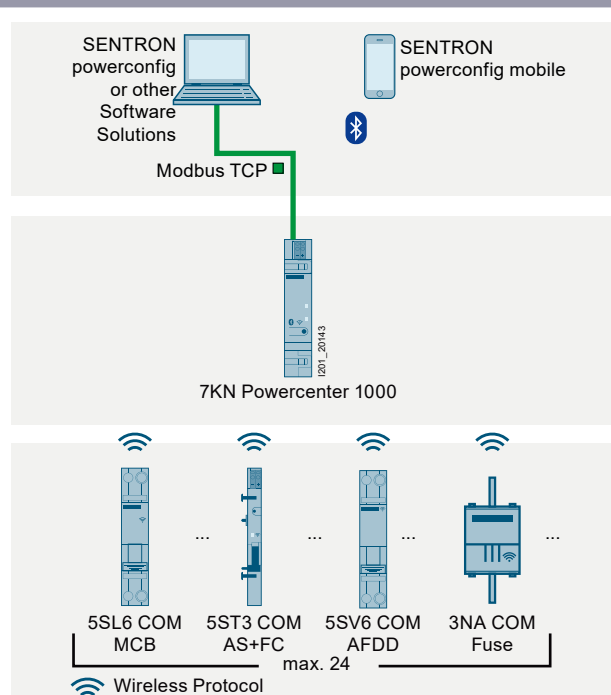 SENTRON
powerconfig
or other
Software
Solutions
SENTRON
powerconfig mobile
Modbus TCP
I201_20143
7KN Powercenter 1000
... ... ... ...
5SL6 COM 5ST3 COM 5SV6 COM 3NA COM
MCB AS+FC AFDD Fuse
max. 24
Wireless Protocol